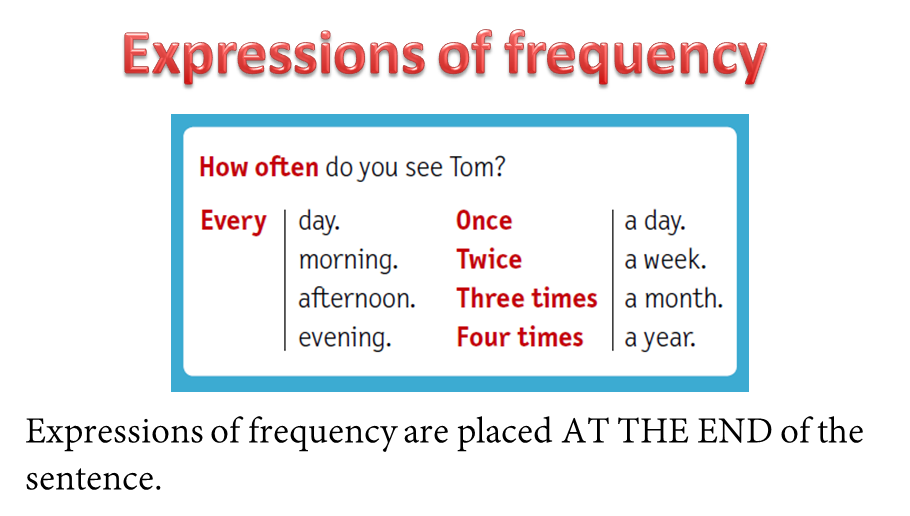 Expressions of frequency
How often do you see Tom?
Every day. Once a day.
morning. Twice a week.
afternoon. Three times a month.
evening. Four times a year.
Expressions of frequency are placed AT THE END of the
sentence.